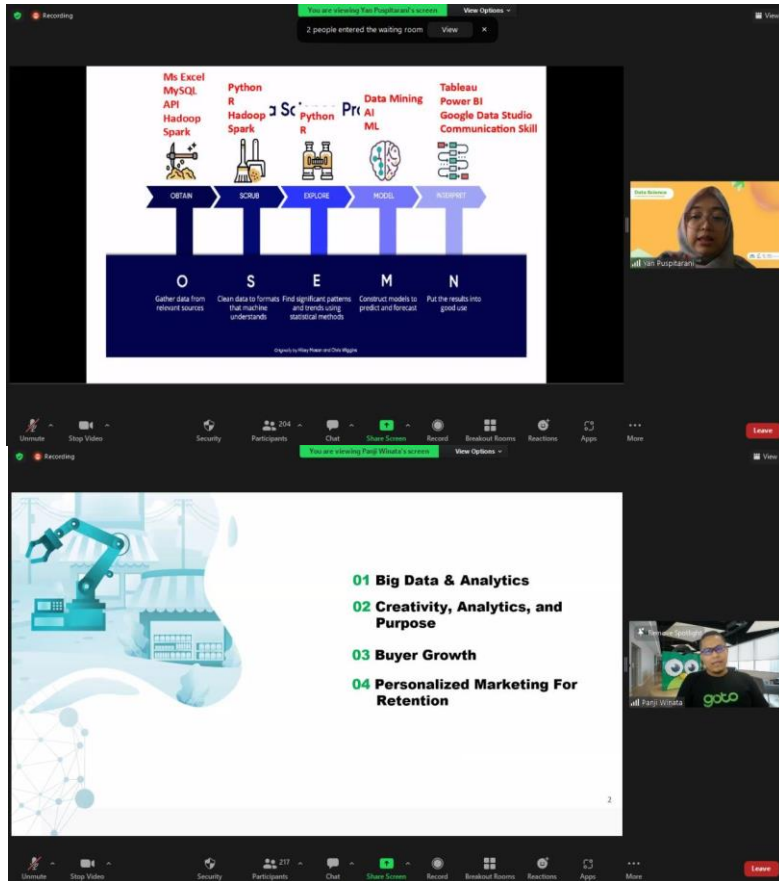 Recording
You are viewing Yan Puspitarani's screen
View Options
View
2 people entered the waiting room
View
Ms Excel
MySQL
API
Hadoop
Spark
Python
R
Hadoop
Spark
Python
R
Data Mining
AI
ML
Tableau
Power BI
Google Data Studio
Communication Skill
OBTAIN
SCRUB
EXPLORE
MODEL
INTERPRET
O
S
E
M
N
Gather data from
relevant sources
Clean data to formats
that machine
understands
Find significant patterns
and trends using
statistical methods
Construct models to
predict and forecast
Put the results into
good use
Originally by Hilary Mason and Chris Wiggins
Data Science
Yan Puspitarani
Unmute
Stop Video
Security
204
Participants
Chat
Share Screen
Record
Breakout Rooms
Reactions
Apps
More
Leave
Recording
You are viewing Panji Winata's screen
View Options
View
01 Big Data & Analytics
02 Creativity, Analytics, and
Purpose
03 Buyer Growth
04 Personalized Marketing For
Retention
2
Remove Spotlight
goto
Panji Winata
Unmute
Stop Video
Security
217
Participants
Chat
Share Screen
Record
Breakout Rooms
Reactions
Apps
More
Leave